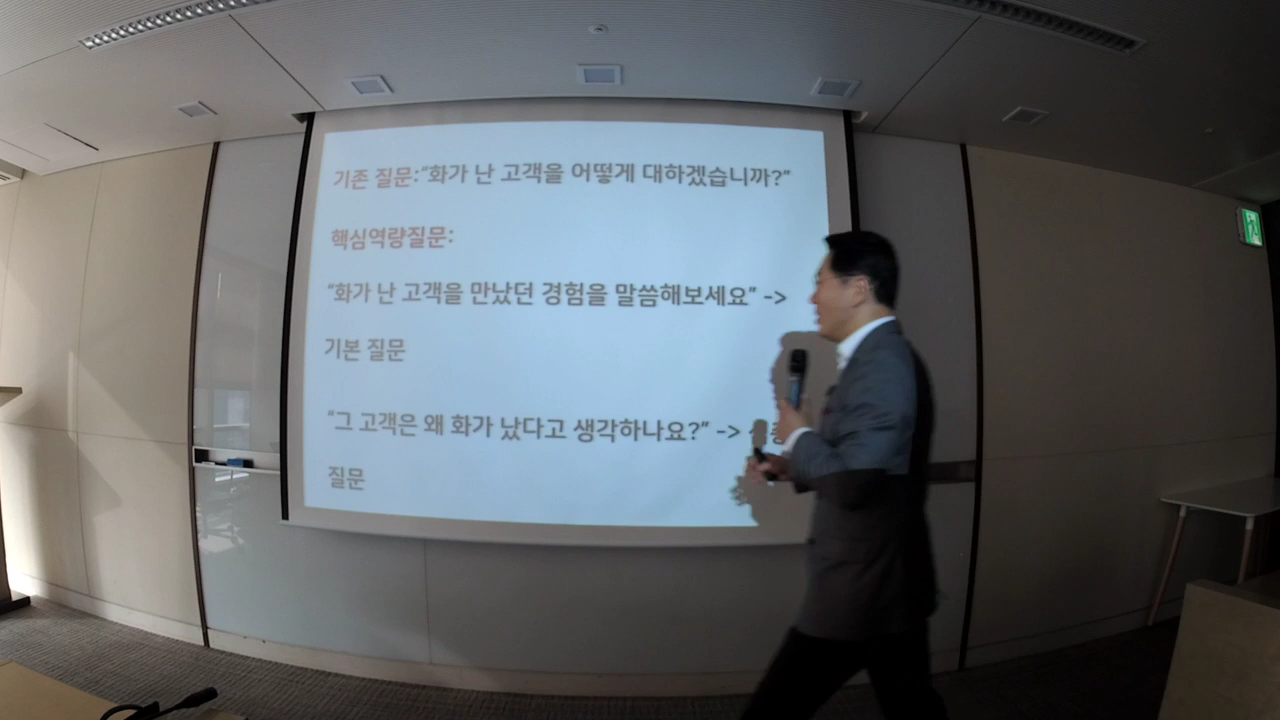 기존 질문:“화가 난 고객을 어떻게 대하겠습니까?”
핵심역량질문:
“화가 난 고객을 만났던 경험을 말씀해보세요” ->
기본 질문
“그 고객은 왜 화가 났다고 생각하나요?” ->
질문